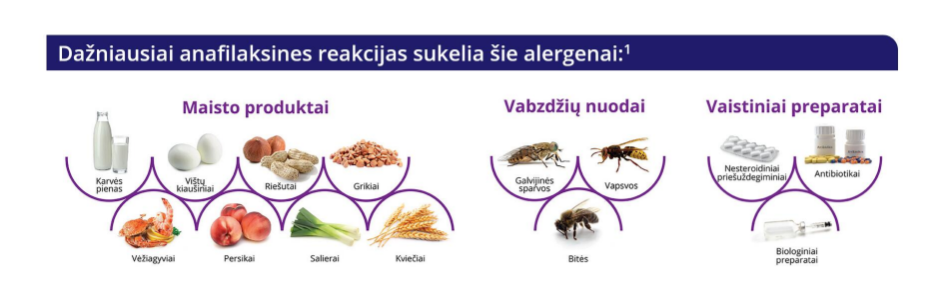 Dažniausiai anafilaksines reakcijas sukelia šie alergenai:¹
Maisto produktai
Karvės
pienas
Vištų
kiaušiniai
Riešutai
Grikiai
Vėžiagyviai
Persikai
Salierai
Kviečiai
Vabzdžių nuodai
Galvijinės
sparvos
Vapsvos
Bitės
Vaistiniai preparatai
Nesteroidiniai
priešuždegiminiai
Antibiotikai
Biologiniai
preparatai